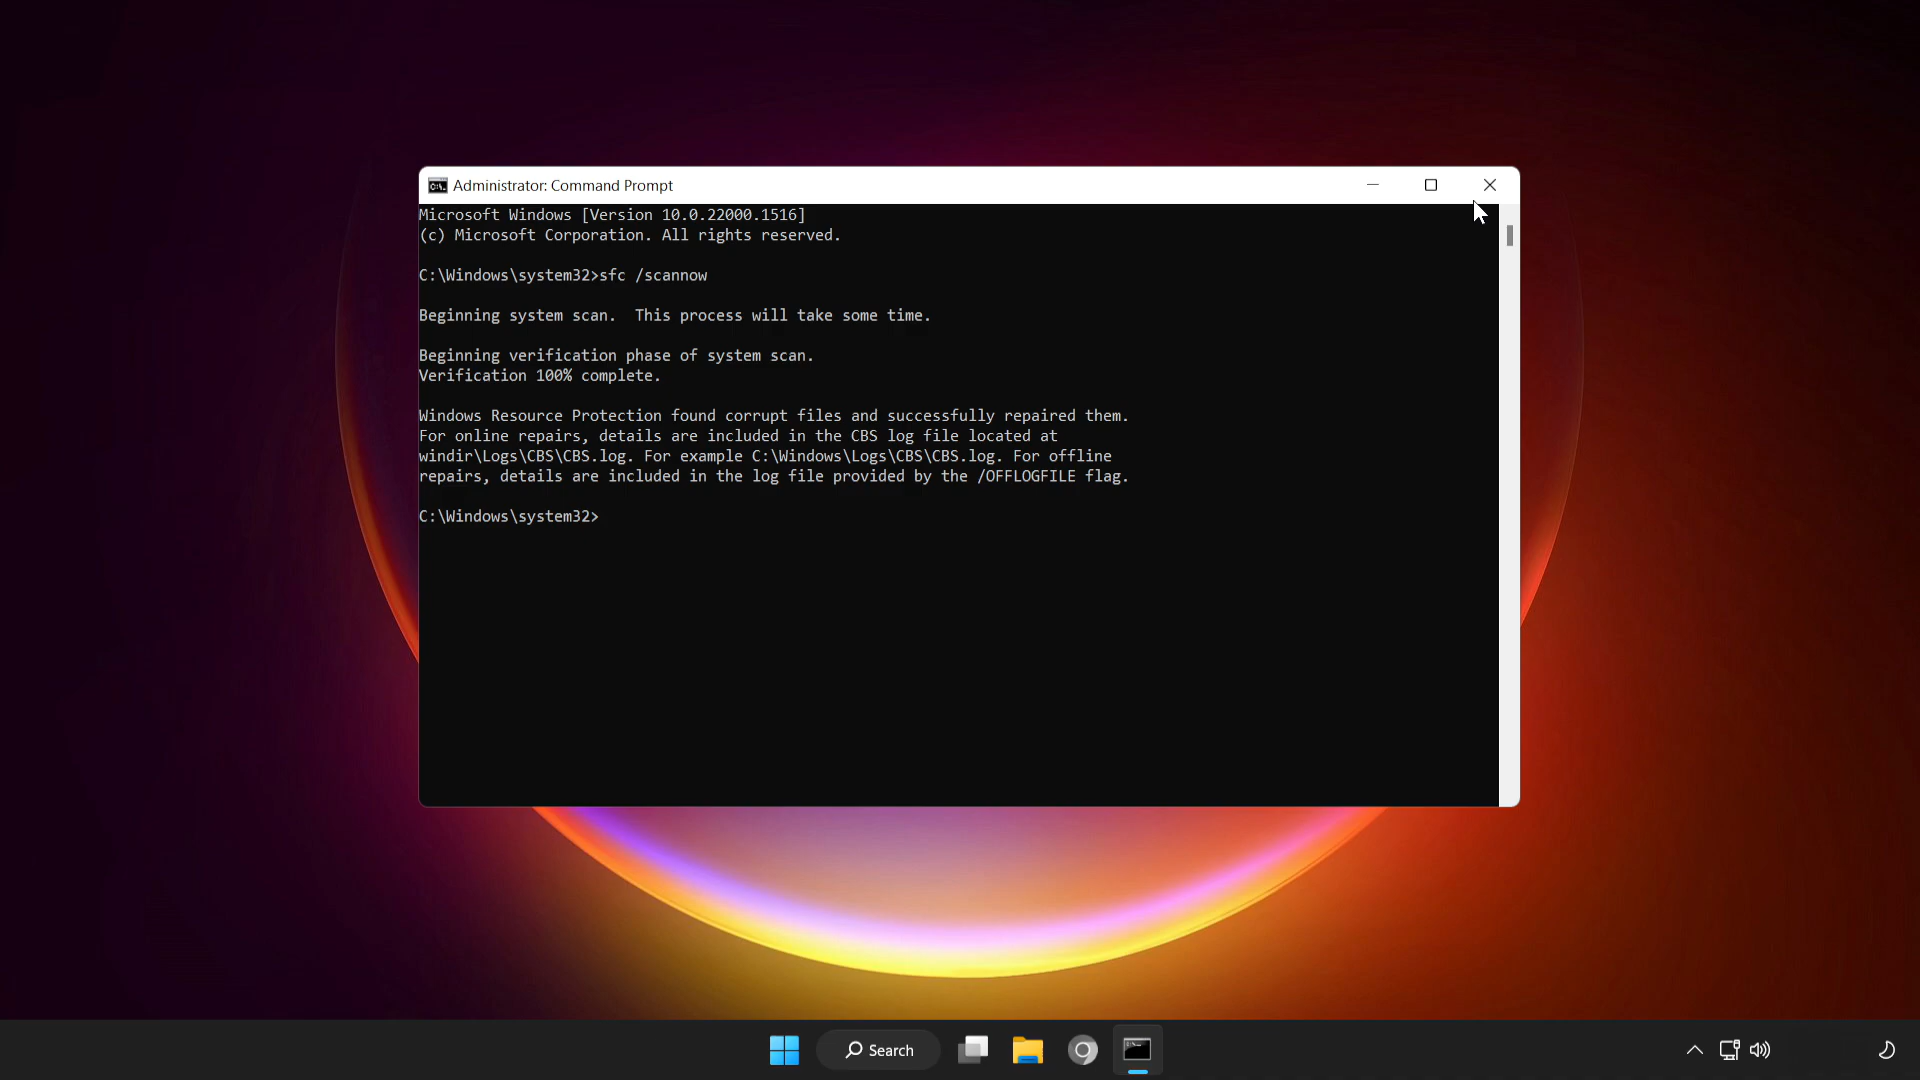 Administrator: Command Prompt
Microsoft Windows [Version 10.0.22000.1516]
(c) Microsoft Corporation. All rights reserved.
C:\Windows\system32>sfc /scannow
Beginning system scan.  This process will take some time.
Beginning verification phase of system scan.
Verification 100% complete.
Windows Resource Protection found corrupt files and successfully repaired them.
For online repairs, details are included in the CBS log file located at
windir\Logs\CBS\CBS.log. For example C:\Windows\Logs\CBS\CBS.log. For offline
repairs, details are included in the log file provided by the /OFFLOGFILE flag.
C:\Windows\system32>
Search